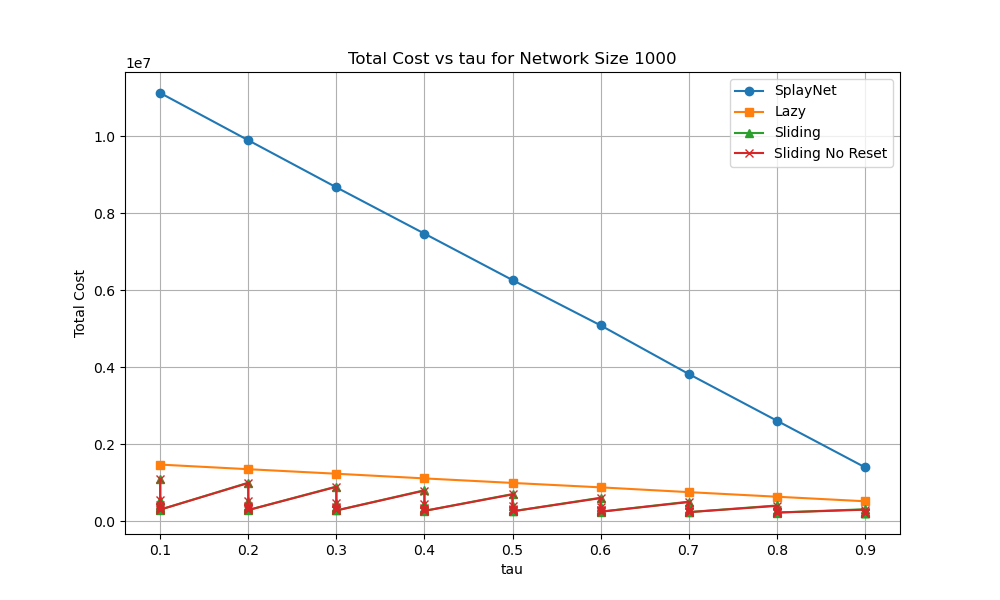 Total Cost vs tau for Network Size 1000
1e7
SplayNet
Lazy
Sliding
Sliding No Reset
Total Cost
1.0
0.8
0.6
0.4
0.2
0.0
0.1 0.2 0.3 0.4 0.5 0.6 0.7 0.8 0.9
tau